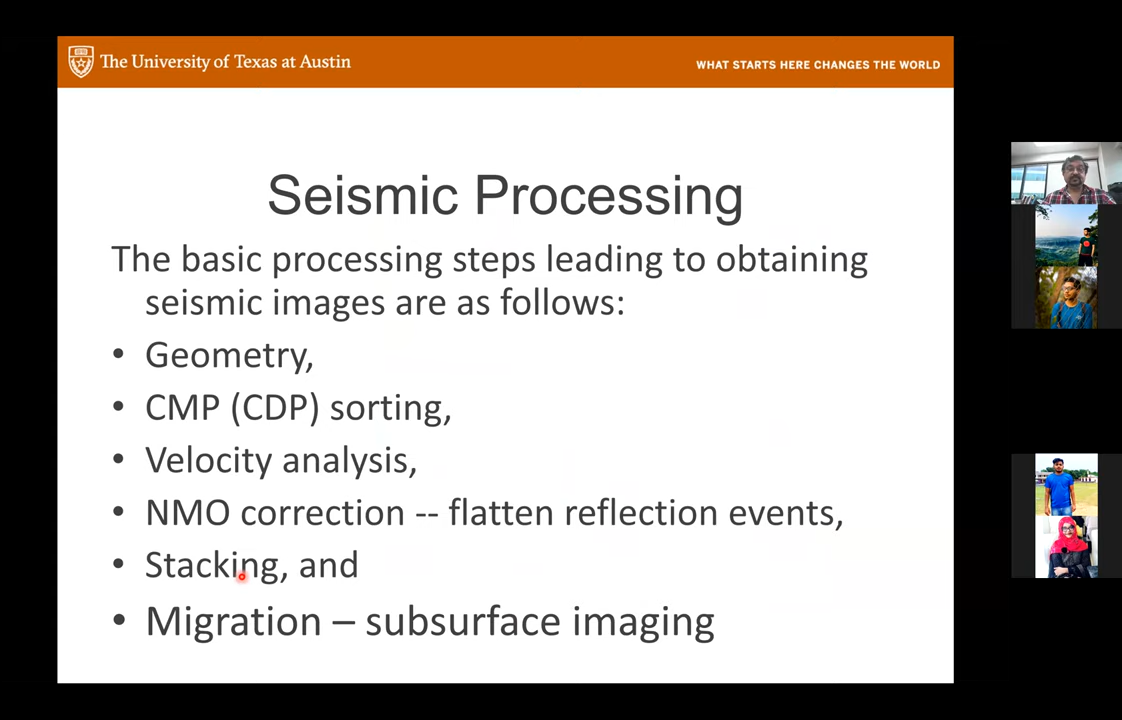 The University of Texas at Austin
WHAT STARTS HERE CHANGES THE WORLD
Seismic Processing
The basic processing steps leading to obtaining
seismic images are as follows:
• Geometry,
• CMP (CDP) sorting,
• Velocity analysis,
• NMO correction -- flatten reflection events,
• Stacking, and
• Migration – subsurface imaging